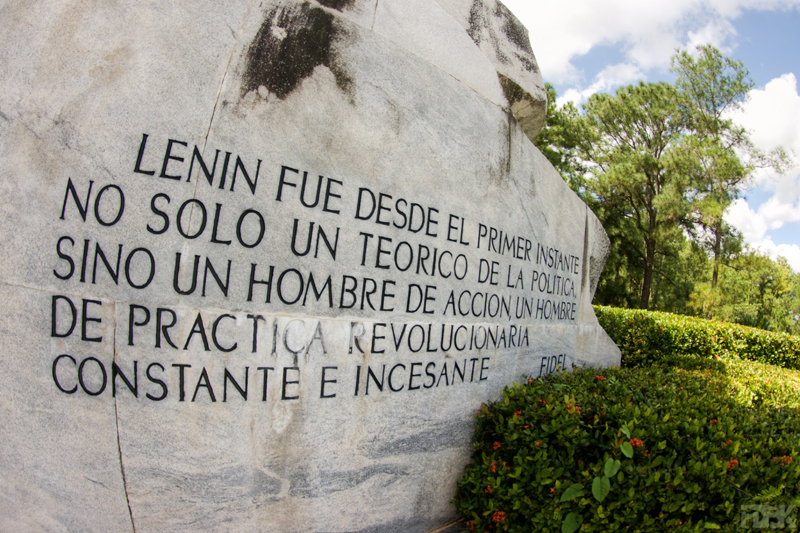 LENIN FUE DESDE EL PRIMER INSTANTE
NO SOLO UN TEORICO DE LA POLITICA,
SINO UN HOMBRE DE ACCION, UN HOMBRE
DE PRACTICA REVOLUCIONARIA
CONSTANTE E INCESANTE FIDEL